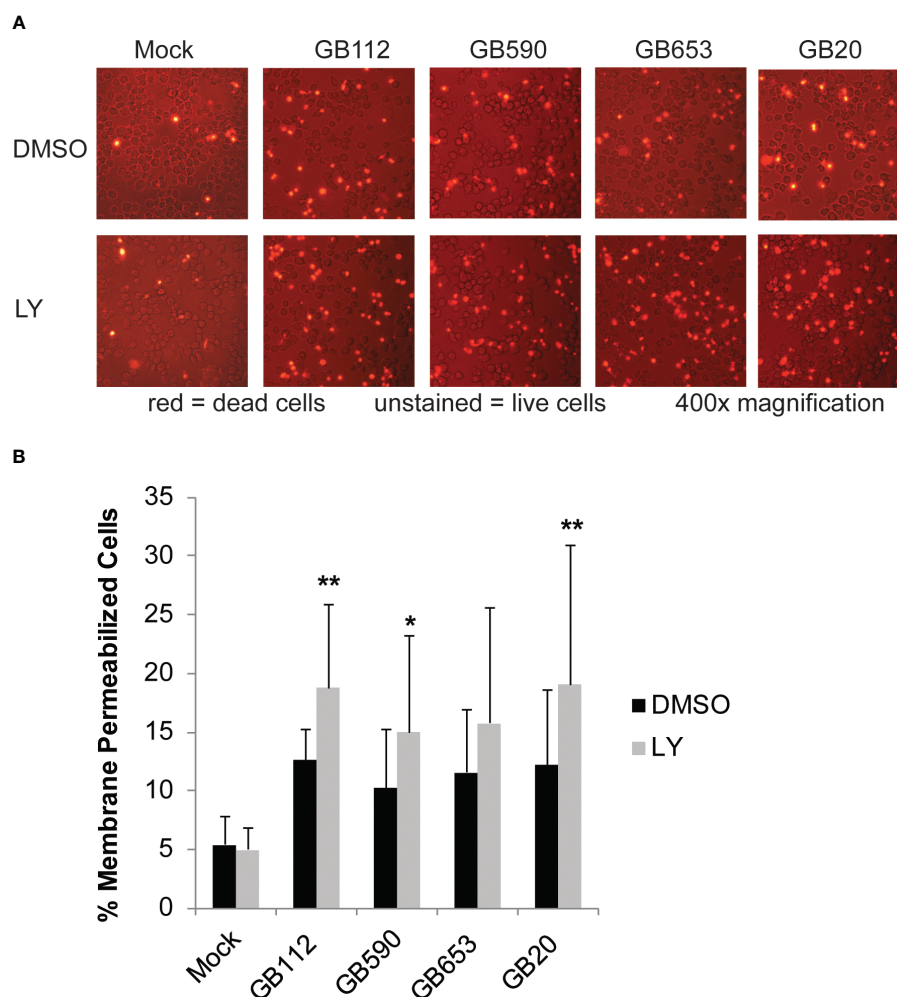 A
Mock GB112 GB590 GB653 GB20
DMSO
LY
red = dead cells unstained = live cells 400x magnification
B
% Membrane Permeabilized Cells
35
30
25
20
15
10
5
0
** * **
DMSO
LY
Mock GB112 GB590 GB653 GB20